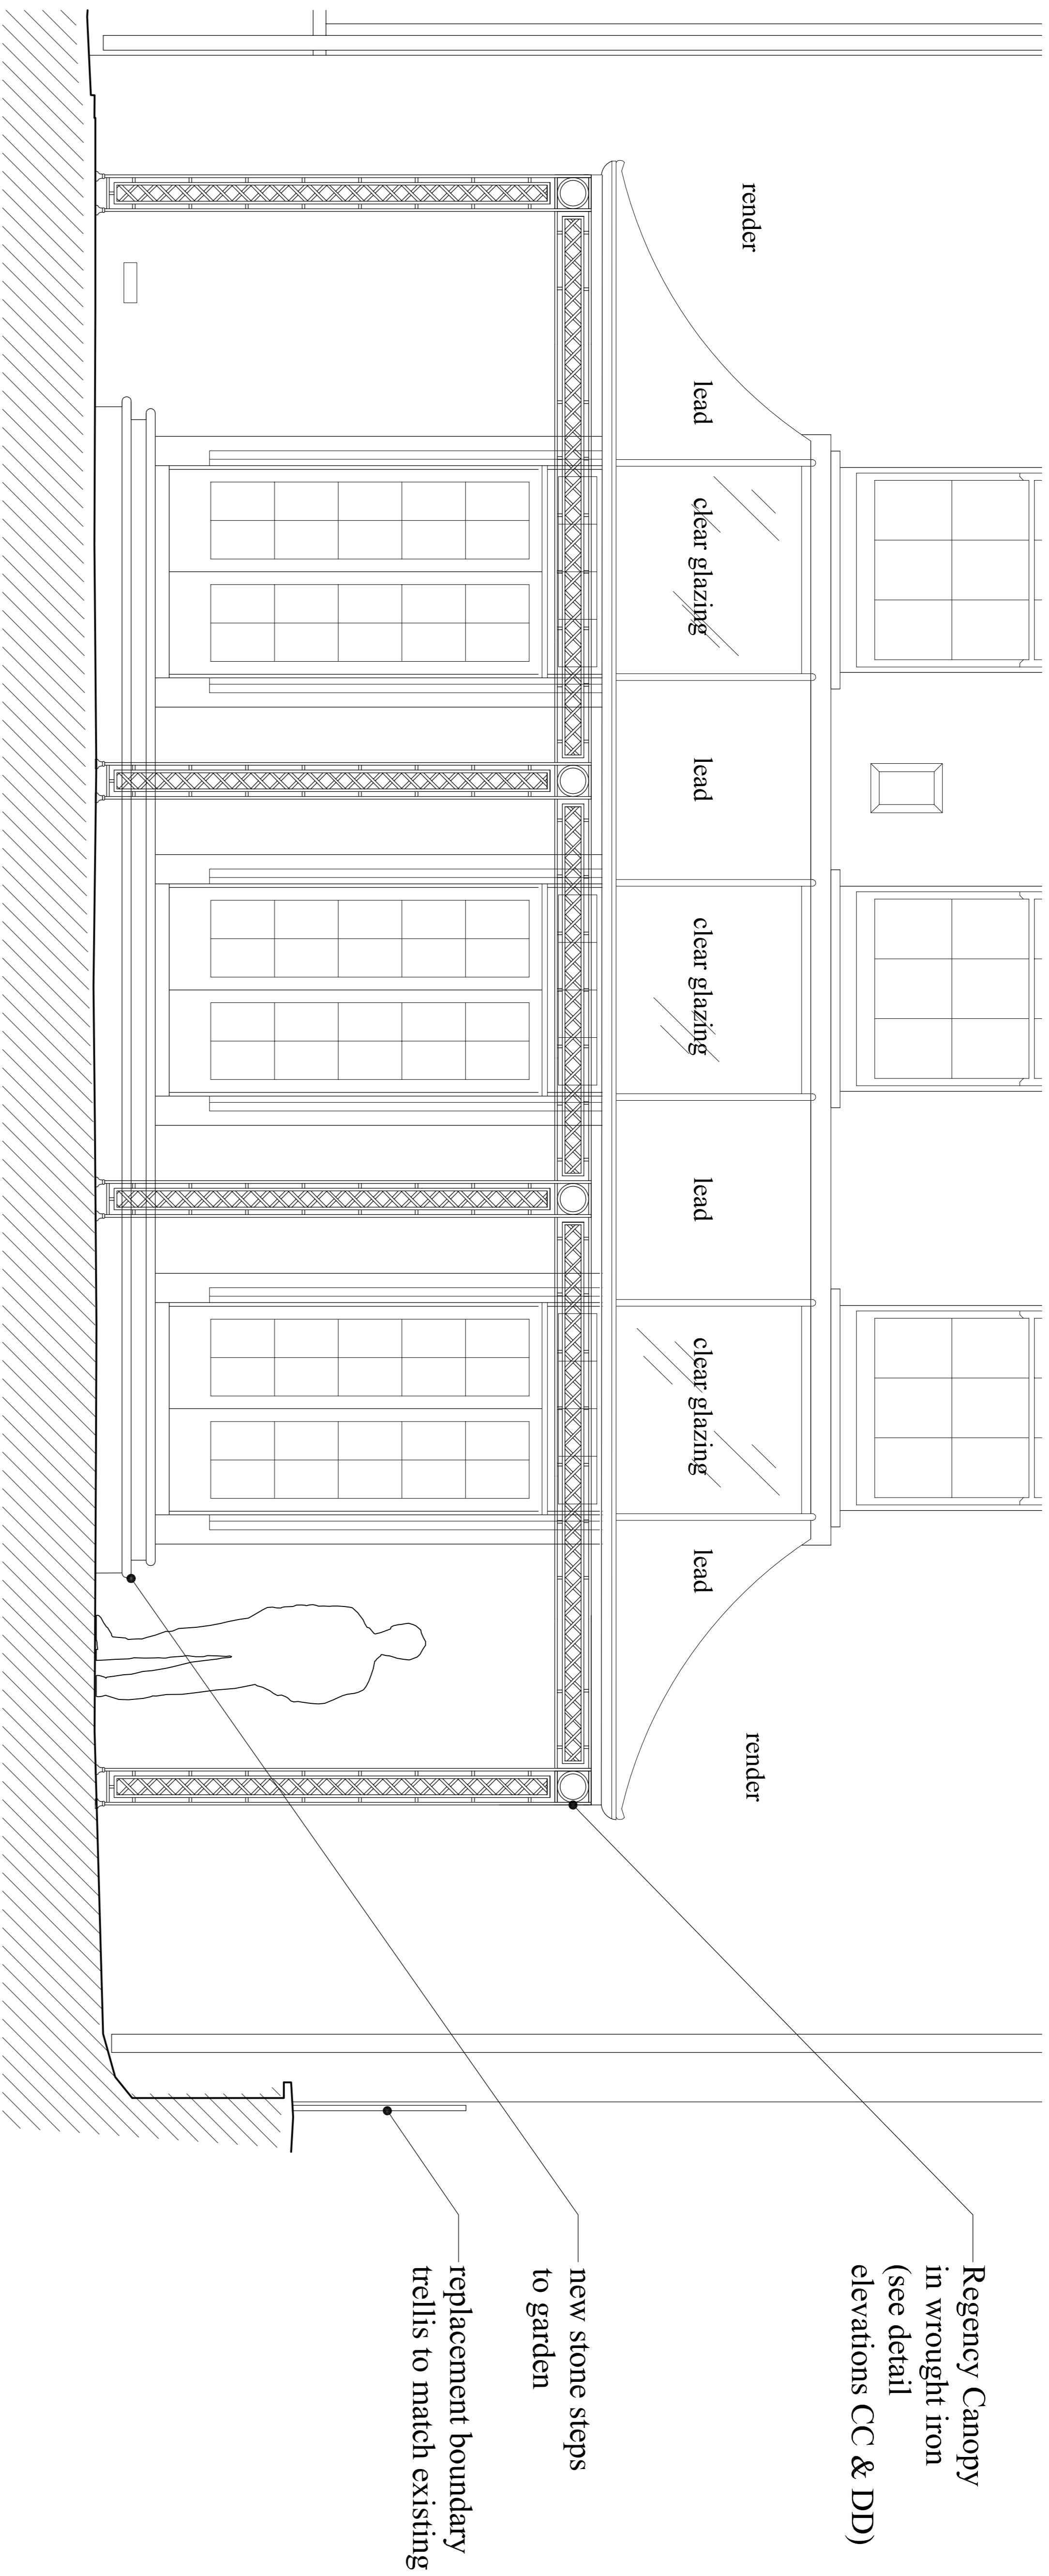 render
lead
clear glazing
lead
clear glazing
lead
clear glazing
lead
render
Regency Canopy
in wrought iron
(see detail
elevations CC & DD)
new stone steps
to garden
replacement boundary
trellis to match existing